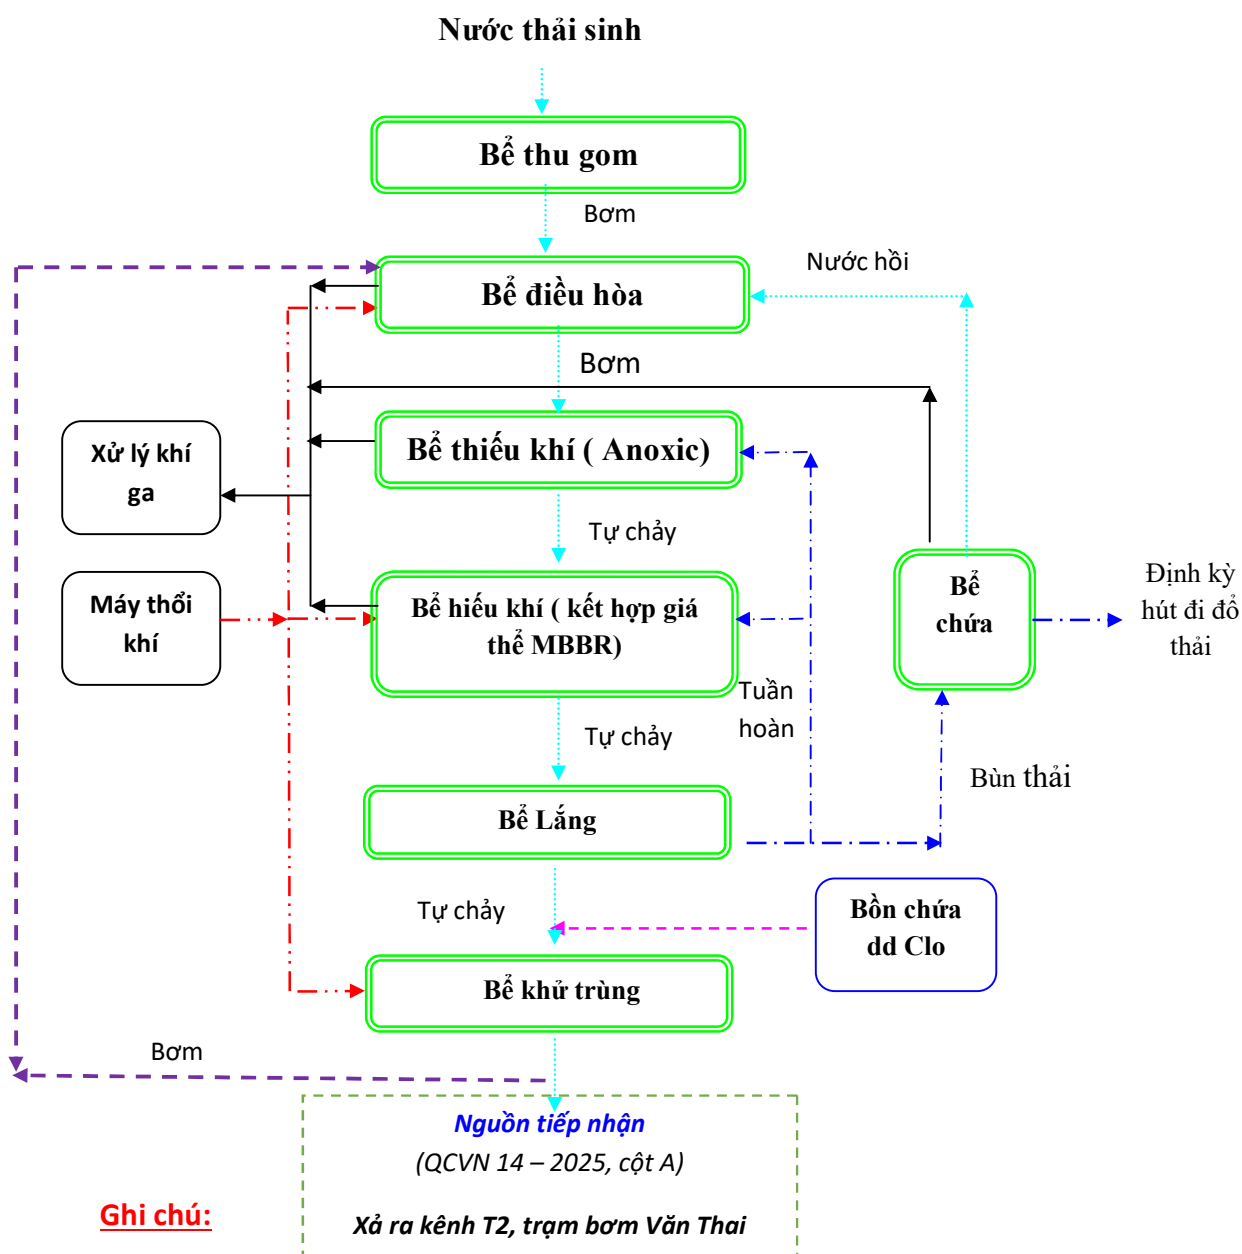 Nước thải sinh
Bể thu gom
Bơm
Nước hồi
Bể điều hòa
Bơm
Bể thiếu khí ( Anoxic)
Xử lý khí
ga
Tự chảy
Máy thổi
khí
Bể hiếu khí ( kết hợp giá
thể MBBR)
Bể
chứa
Định kỳ
hút đi đổ
thải
Tuần
hoàn
Tự chảy
Bùn thải
Bể Lắng
Tự chảy
Bồn chứa
dd Clo
Bể khử trùng
Bơm
Nguồn tiếp nhận
(QCVN 14 – 2025, cột A)
Ghi chú:
Xả ra kênh T2, trạm bơm Văn Thai